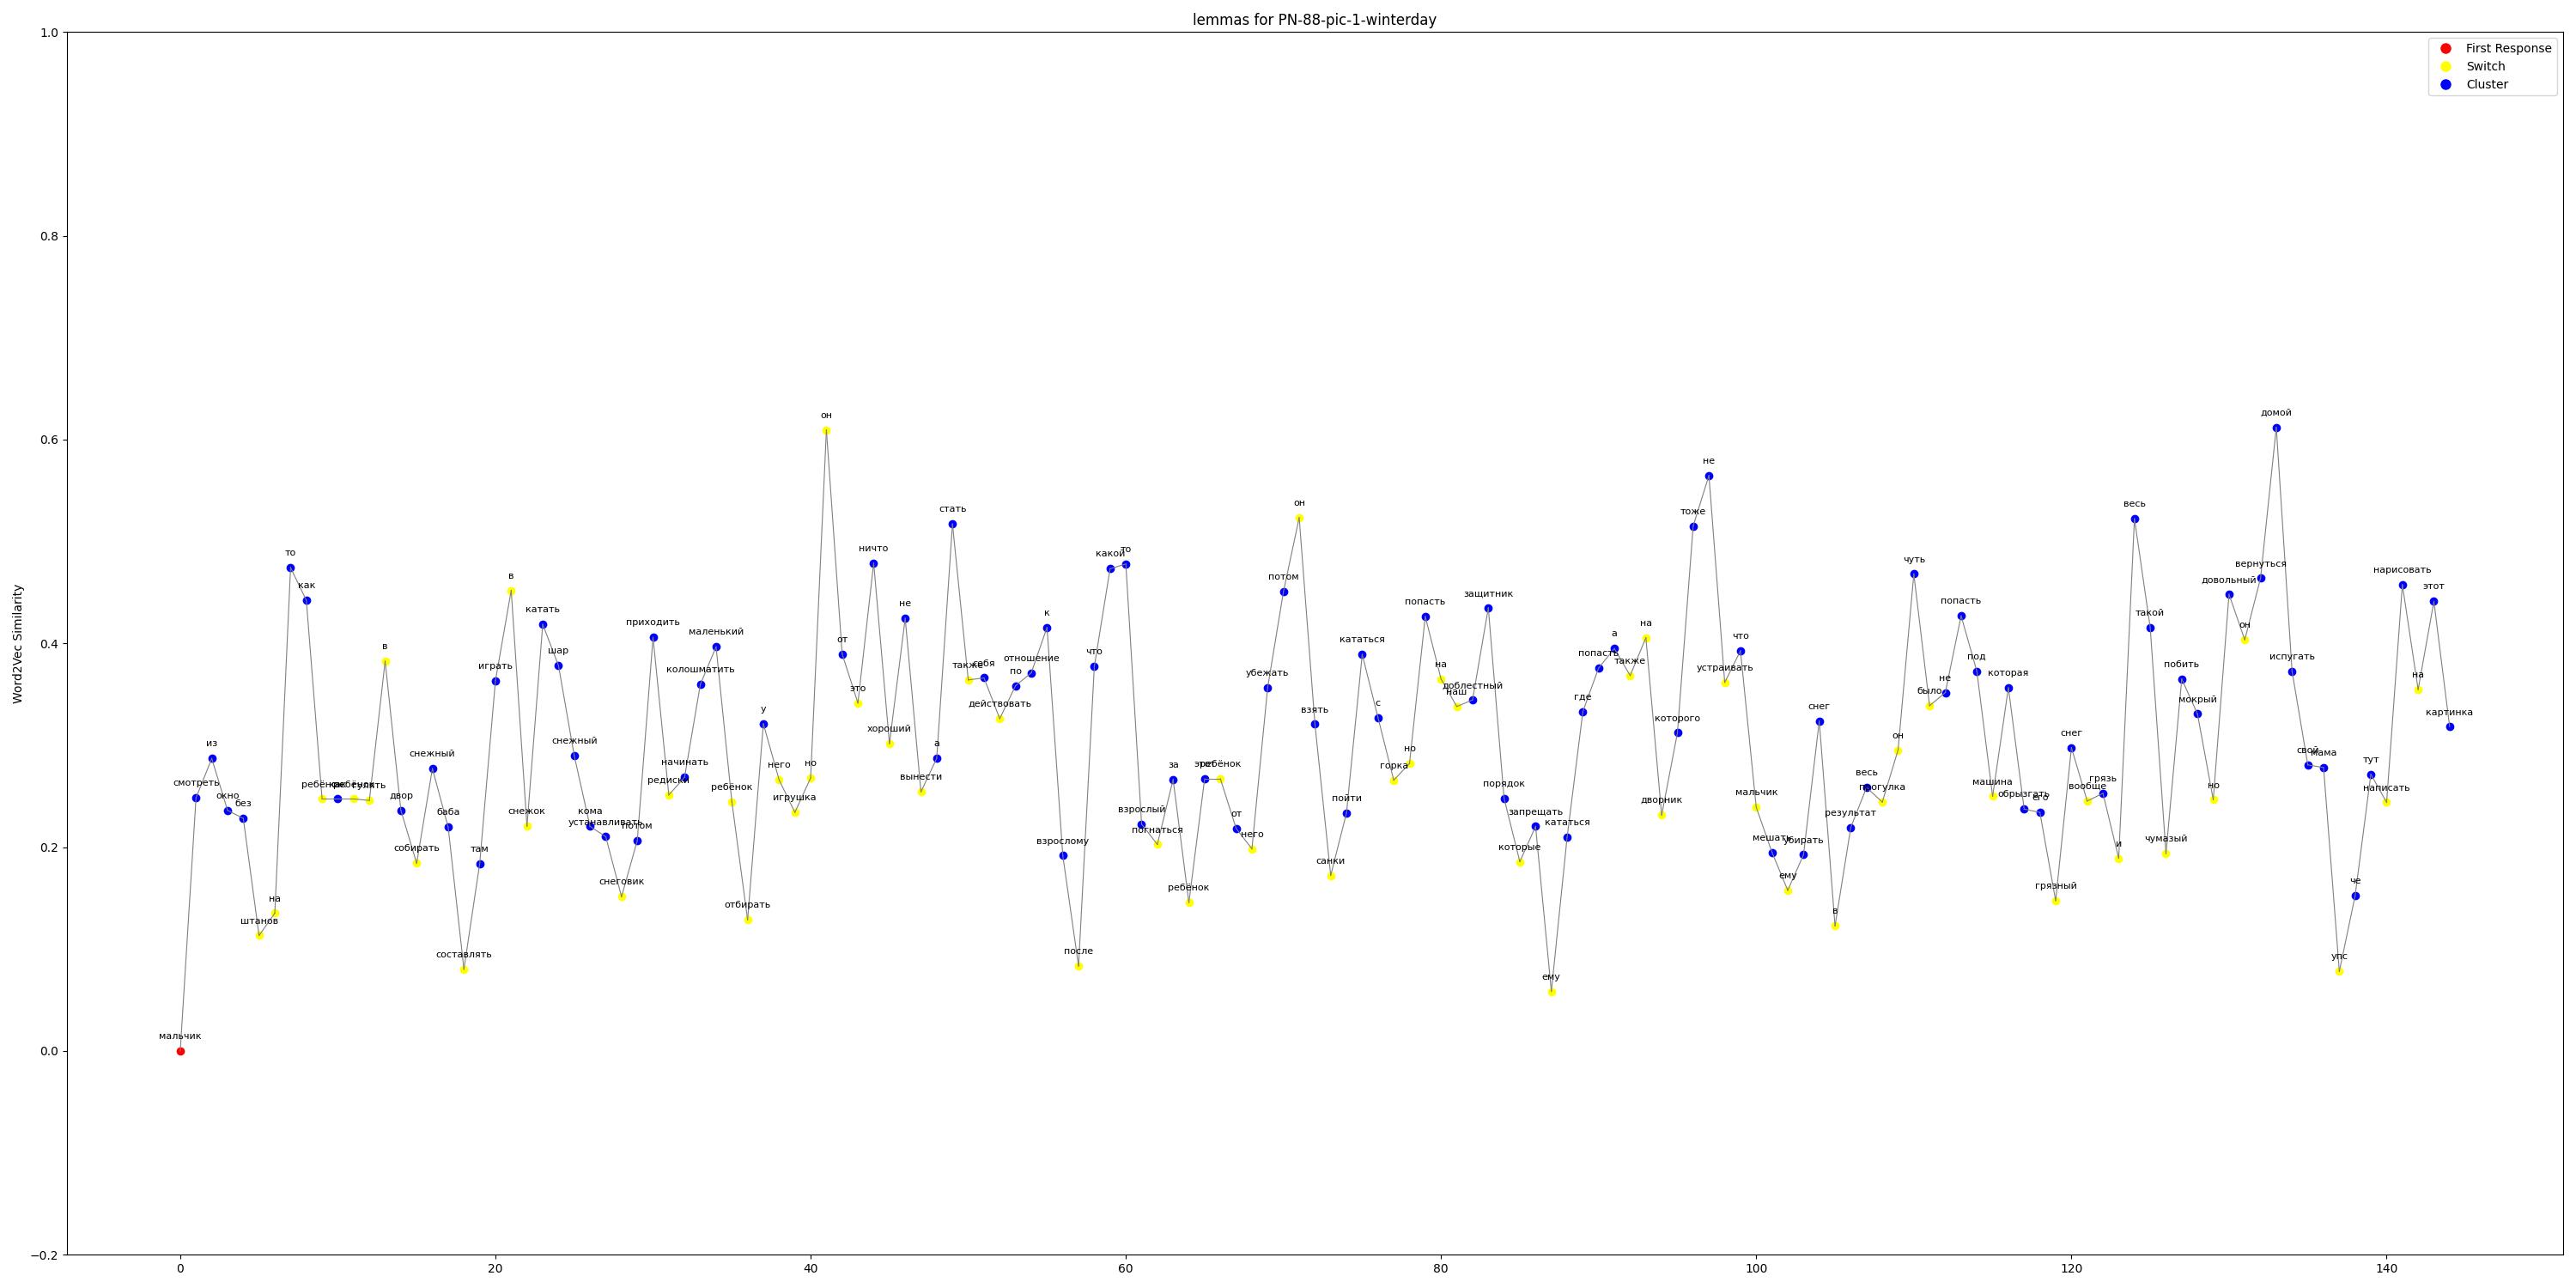 lemmas for PN-88-pic-1-winterday
1.0
0.8
0.6
0.4
0.2
0.0
−0.2
Word2Vec Similarity
First Response
Switch
Cluster
мальчик
смотреть
из
окно
без
штанов
на
то
как
ребёнок
ребёнок
гулять
в
двор
собирать
снежный
баба
составлять
там
играть
в
снежок
катать
шар
снежный
кома
устанавливать
снеговик
потом
приходить
редиски
начинать
колошматить
маленький
ребёнок
отбирать
у
него
игрушка
но
он
от
это
ничто
хороший
не
вынести
а
стать
также
себя
действовать
по
отношение
к
взрослому
после
что
какой
то
взрослый
погнаться
за
ребёнок
этот
ребёнок
от
него
убежать
потом
он
взять
санки
пойти
кататься
с
горка
но
попасть
на
наш
доблестный
защитник
порядок
которые
запрещать
ему
кататься
где
попасть
а
также
на
дворник
которого
тоже
не
устраивать
что
мальчик
мешать
ему
убирать
снег
в
результат
весь
прогулка
он
чуть
было
не
попасть
под
машина
которая
обрызгать
его
грязный
снег
вообще
грязь
и
весь
такой
чумазый
побить
мокрый
но
довольный
он
вернуться
домой
испугать
свой
мама
упс
че
тут
написать
нарисовать
на
этот
картинка
0
20
40
60
80
100
120
140